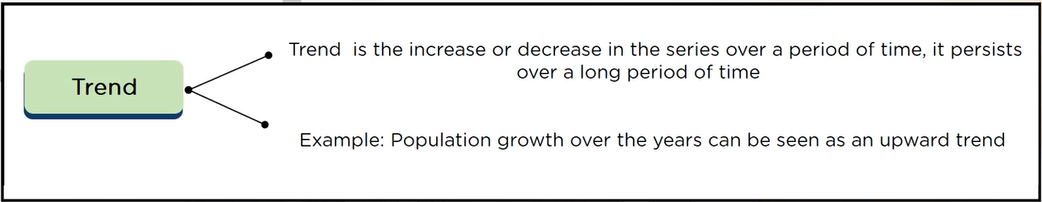 Trend
Trend is the increase or decrease in the series over a period of time, it persists
over a long period of time
Example: Population growth over the years can be seen as an upward trend